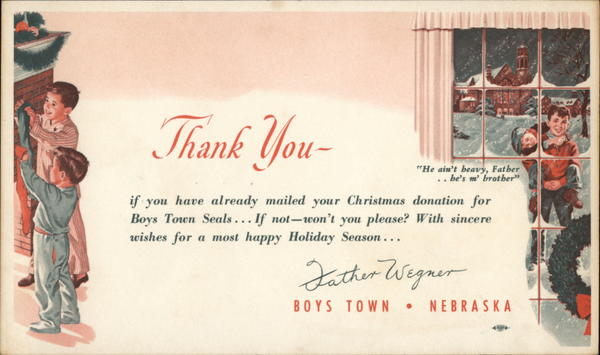 Thank You—
"He ain't heavy, Father
. . he's m' brother"
if you have already mailed your Christmas donation for
Boys Town Seals . . . If not—won't you please? With sincere
wishes for a most happy Holiday Season . . .
Father Wegner
BOYS TOWN • NEBRASKA